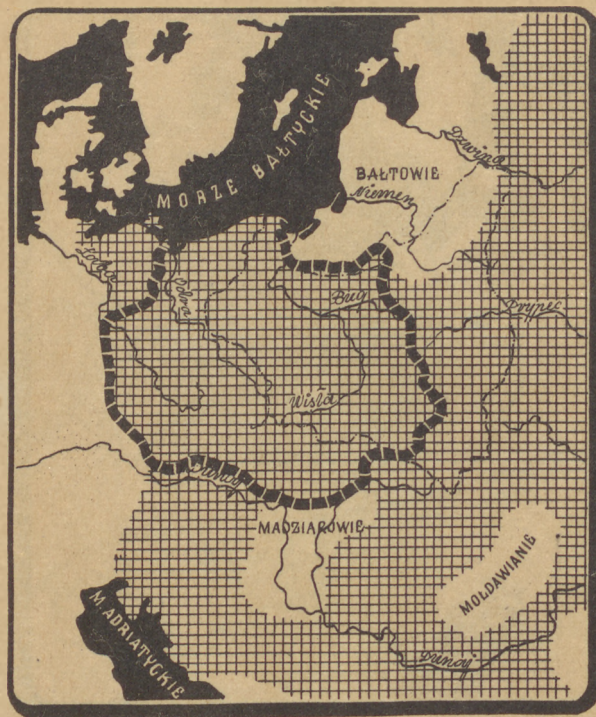 MORZE BAŁTYCKIE
Dźwina
BAŁTOWIE
Niemen
Łaba
Odra
Bug
Prypeć
Wisła
Dunaj
MADZIAROWIE
MOŁDAWIANIE
M. ADRIATYCKIE
Dunaj